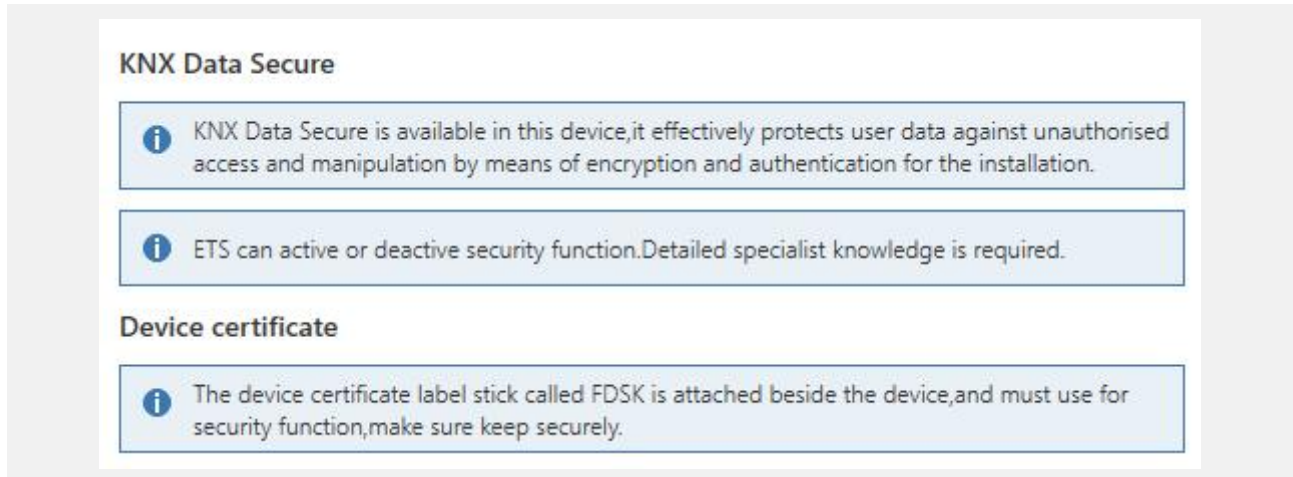 KNX Data Secure
KNX Data Secure is available in this device,it effectively protects user data against unauthorised
access and manipulation by means of encryption and authentication for the installation.
ETS can active or deactive security function.Detailed specialist knowledge is required.
Device certificate
The device certificate label stick called FDSK is attached beside the device,and must use for
security function,make sure keep securely.